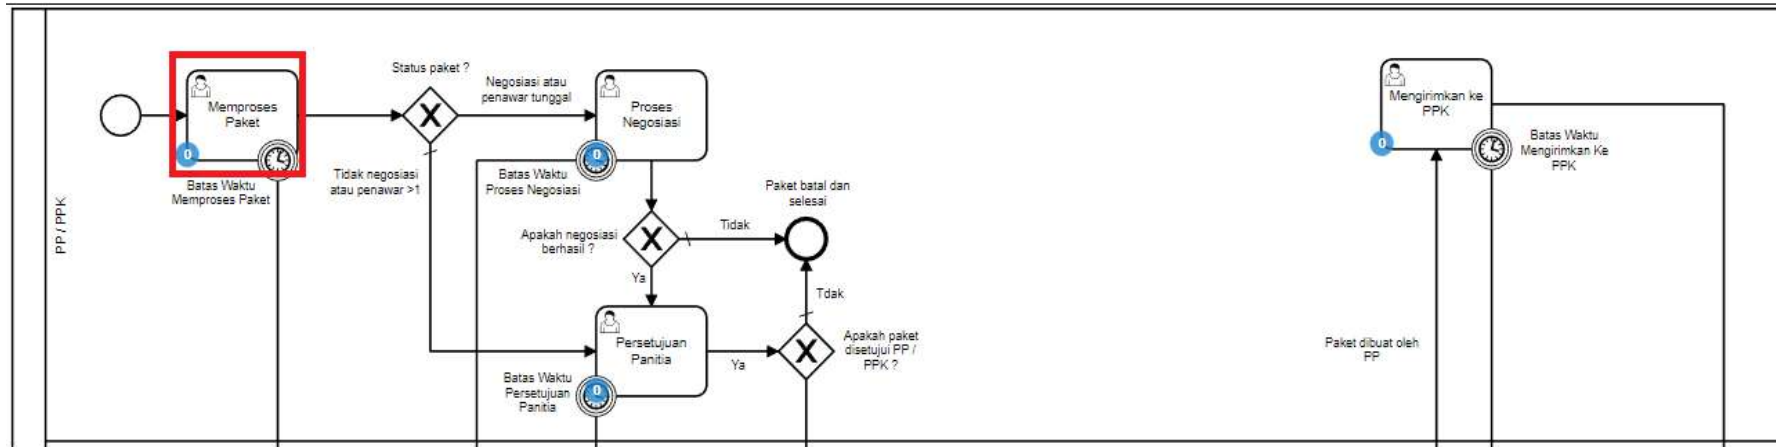 PP / PPK
Memproses
Paket
0
Batas Waktu
Memproses Paket
Status paket ?
X
Negosiasi atau
penawar tunggal
Tidak negosiasi
atau penawar >1
Proses
Negosiasi
0
Batas Waktu
Proses Negosiasi
Apakah negosiasi
berhasil ?
X
Tidak
Paket batal dan
selesai
Ya
Persetujuan
Panitia
0
Batas Waktu
Persetujuan
Panitia
Ya
X
Tdak
Apakah paket
disetujui PP /
PPK ?
Mengirimkan ke
PPK
0
Batas Waktu
Mengirimkan Ke
PPK
Paket dibuat oleh
PP